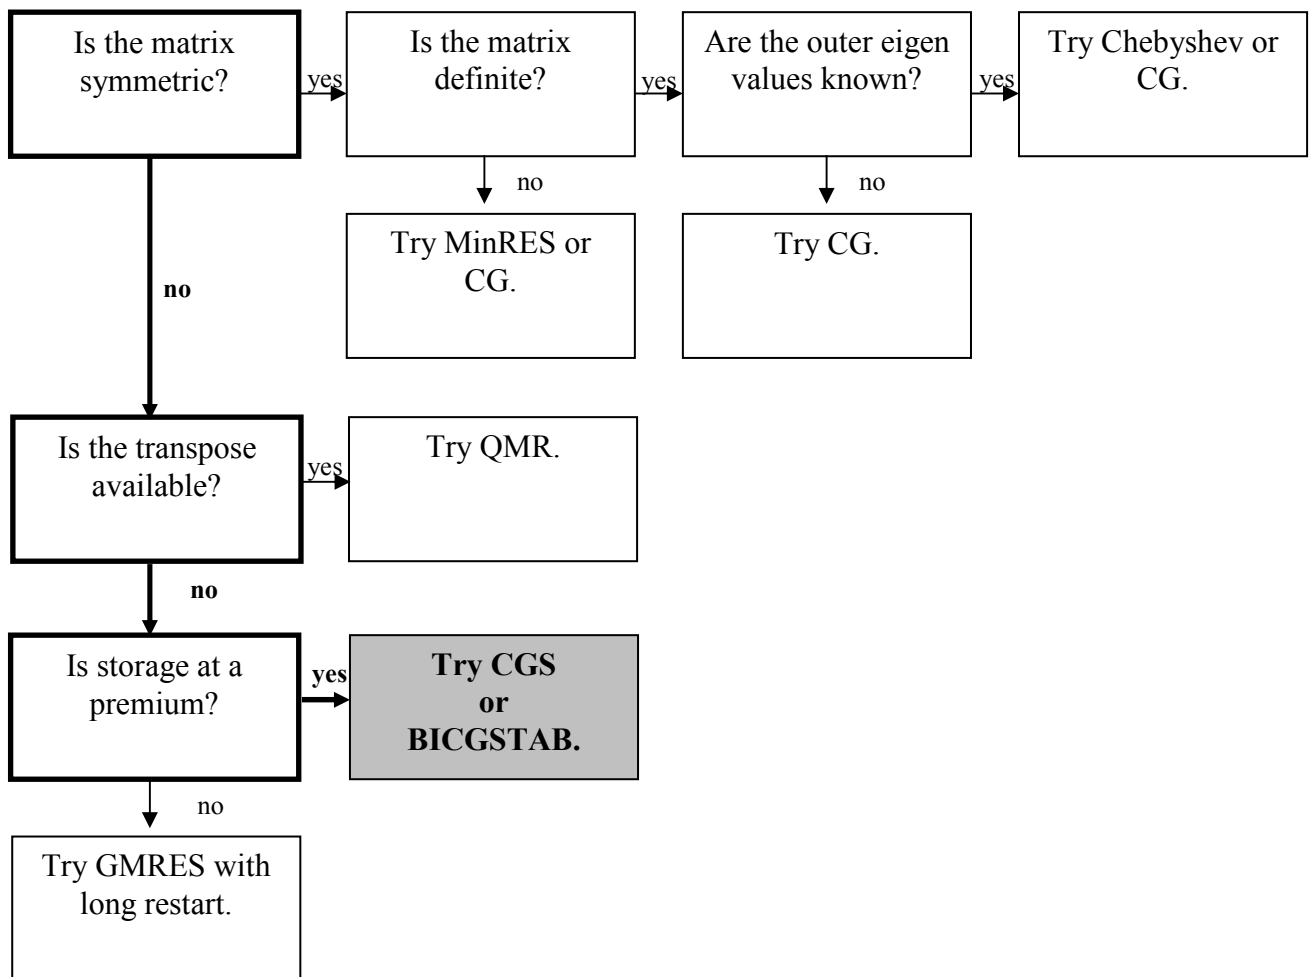 Is the matrix
symmetric?
yes
Is the matrix
definite?
yes
Are the outer eigen
values known?
yes
Try Chebyshev or
CG.
no
no
Try MinRES or
CG.
Try CG.
no
Is the transpose
available?
yes
Try QMR.
no
Is storage at a
premium?
yes
Try CGS
or
BICGSTAB.
no
Try GMRES with
long restart.